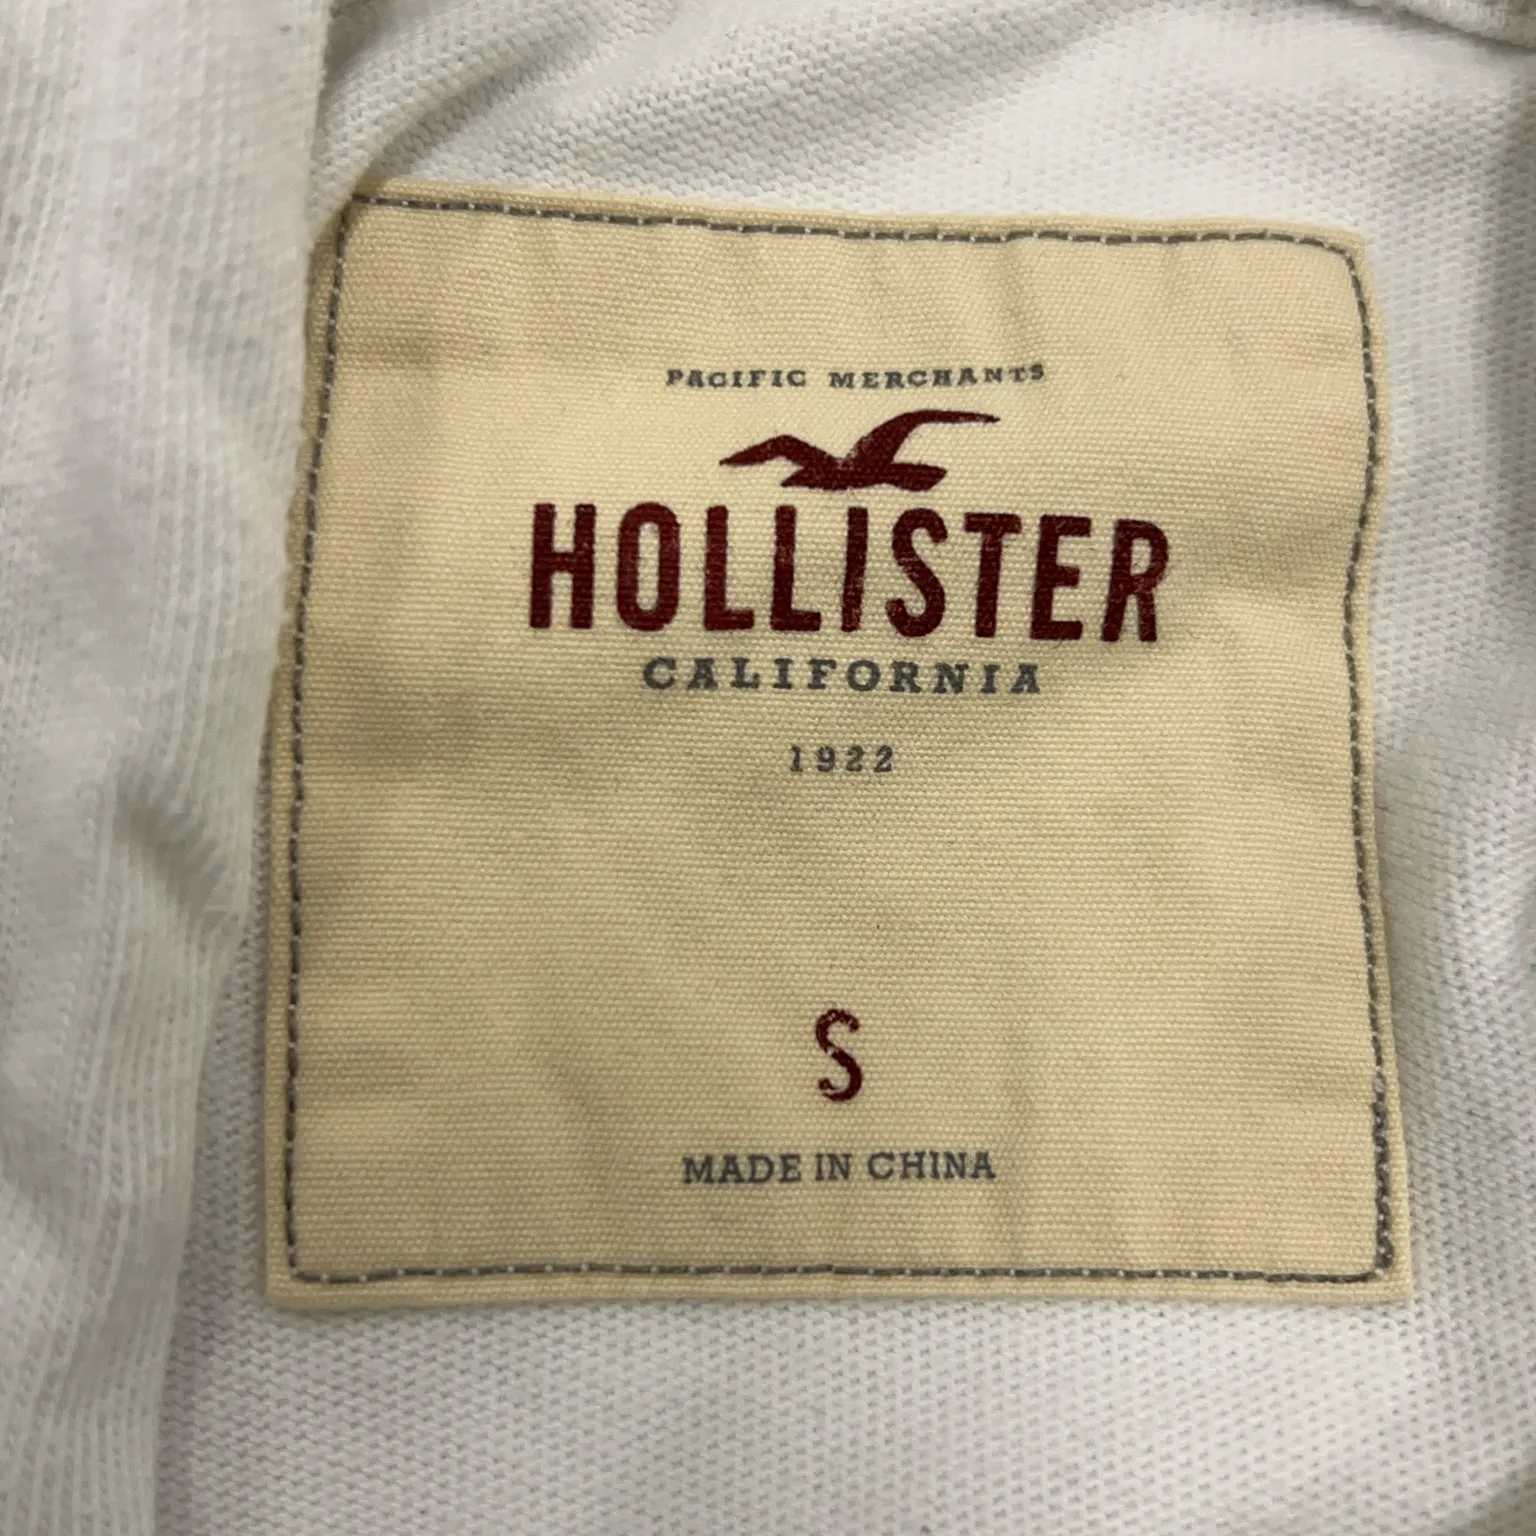 PACIFIC MERCHANTS
HOLLISTER
CALIFORNIA
1922
S
MADE IN CHINA